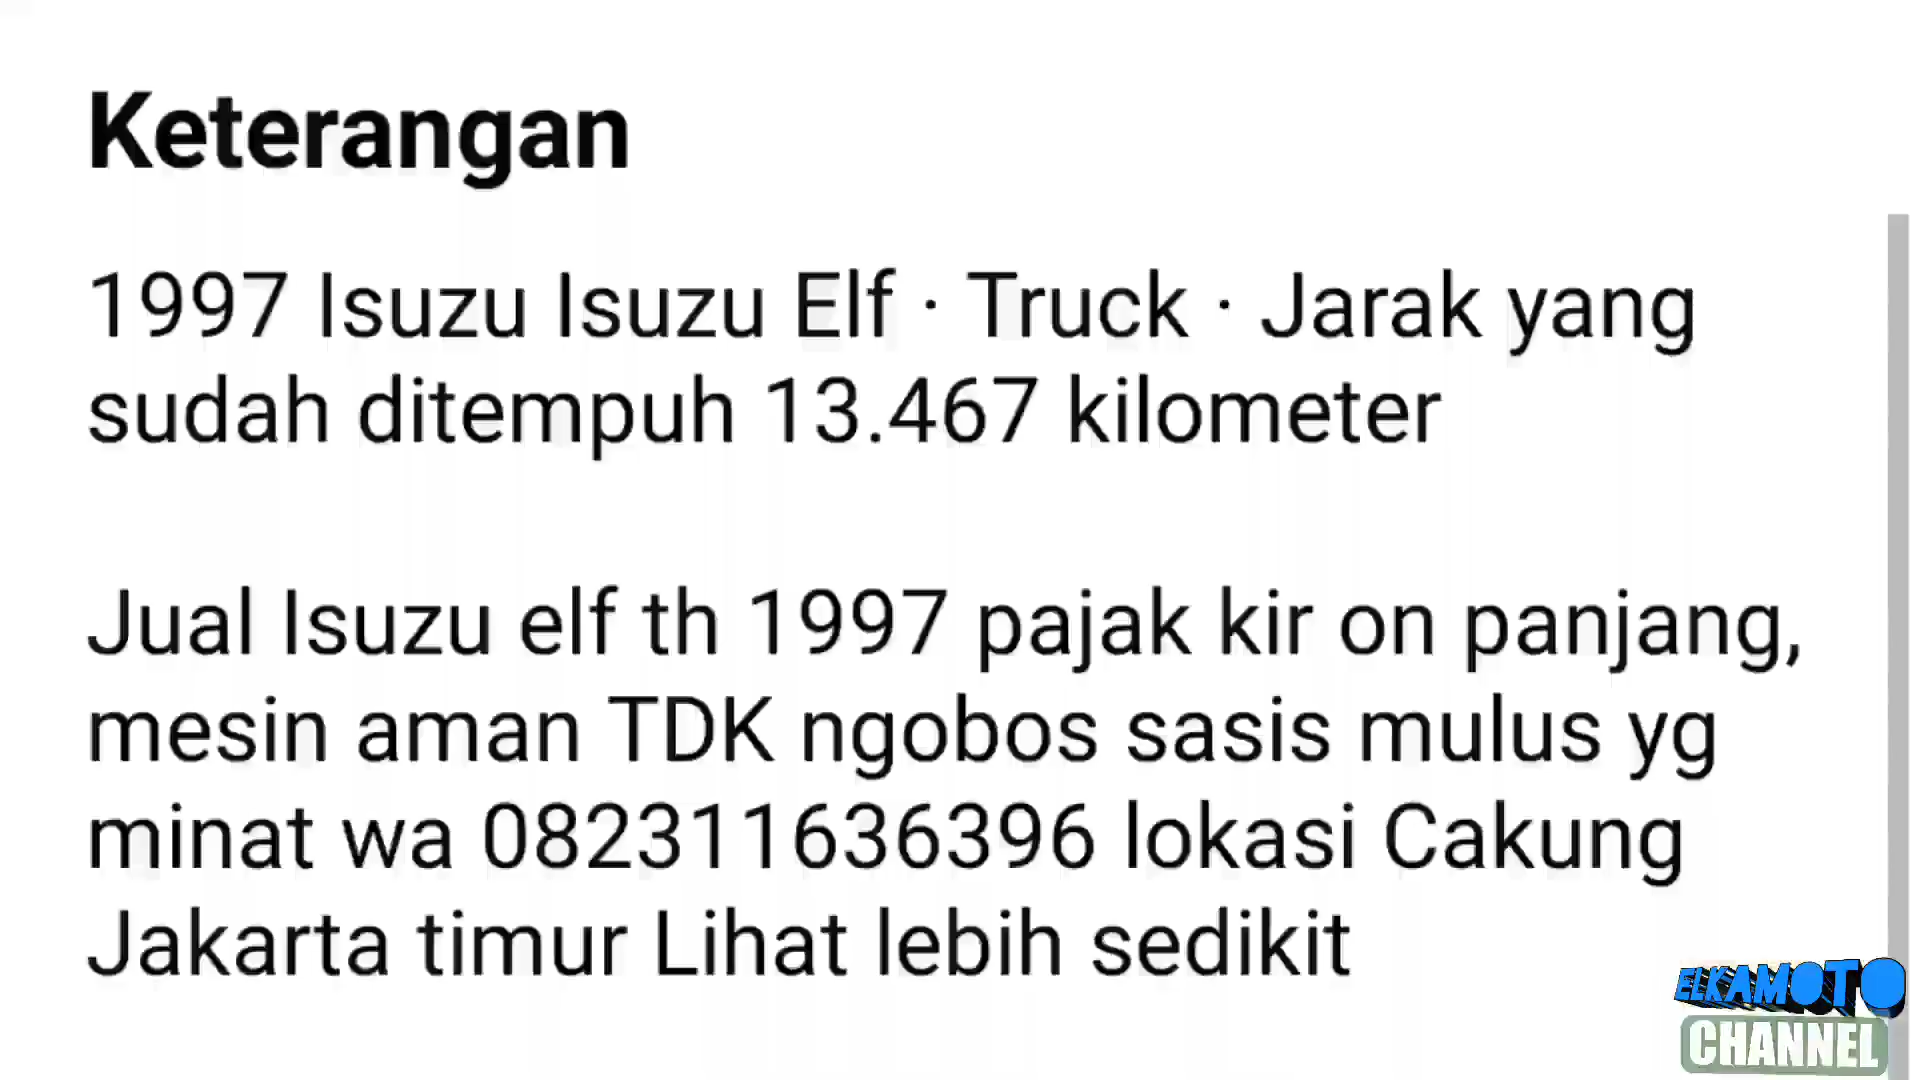 Keterangan
1997 Isuzu Isuzu Elf · Truck · Jarak yang
sudah ditempuh 13.467 kilometer
Jual Isuzu elf th 1997 pajak kir on panjang,
mesin aman TDK ngobos sasis mulus yg
minat wa 082311636396 lokasi Cakung
Jakarta timur Lihat lebih sedikit
ELKAMOTO
CHANNEL